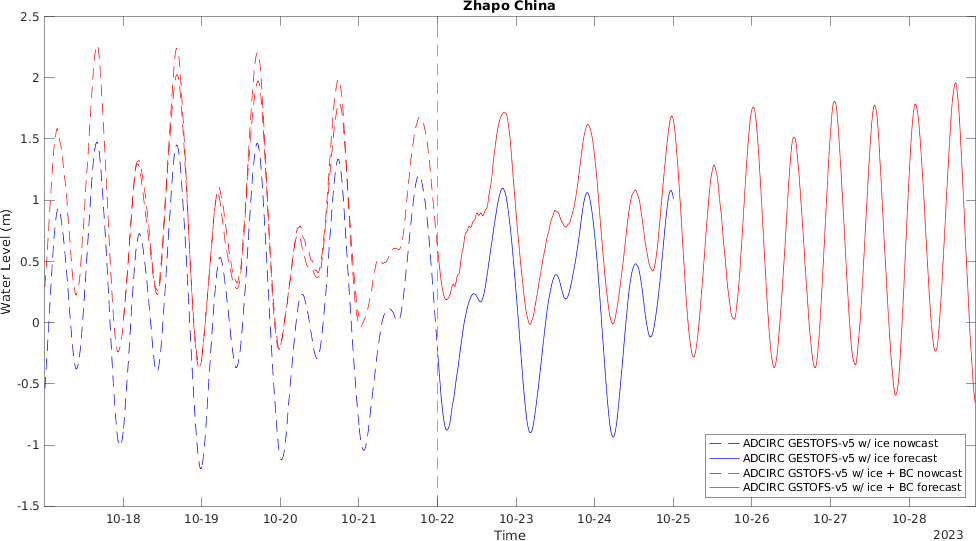 Zhapo China
2.5
2
1.5
1
0.5
0
-0.5
-1
-1.5
Water Level (m)
10-18 10-19 10-20 10-21 10-22 10-23 10-24 10-25 10-26 10-27 10-28
Time
2023
ADCIRC GESTOFS-v5 w/ ice nowcast
ADCIRC GESTOFS-v5 w/ ice forecast
ADCIRC GSTOFS-v5 w/ ice + BC nowcast
ADCIRC GSTOFS-v5 w/ ice + BC forecast